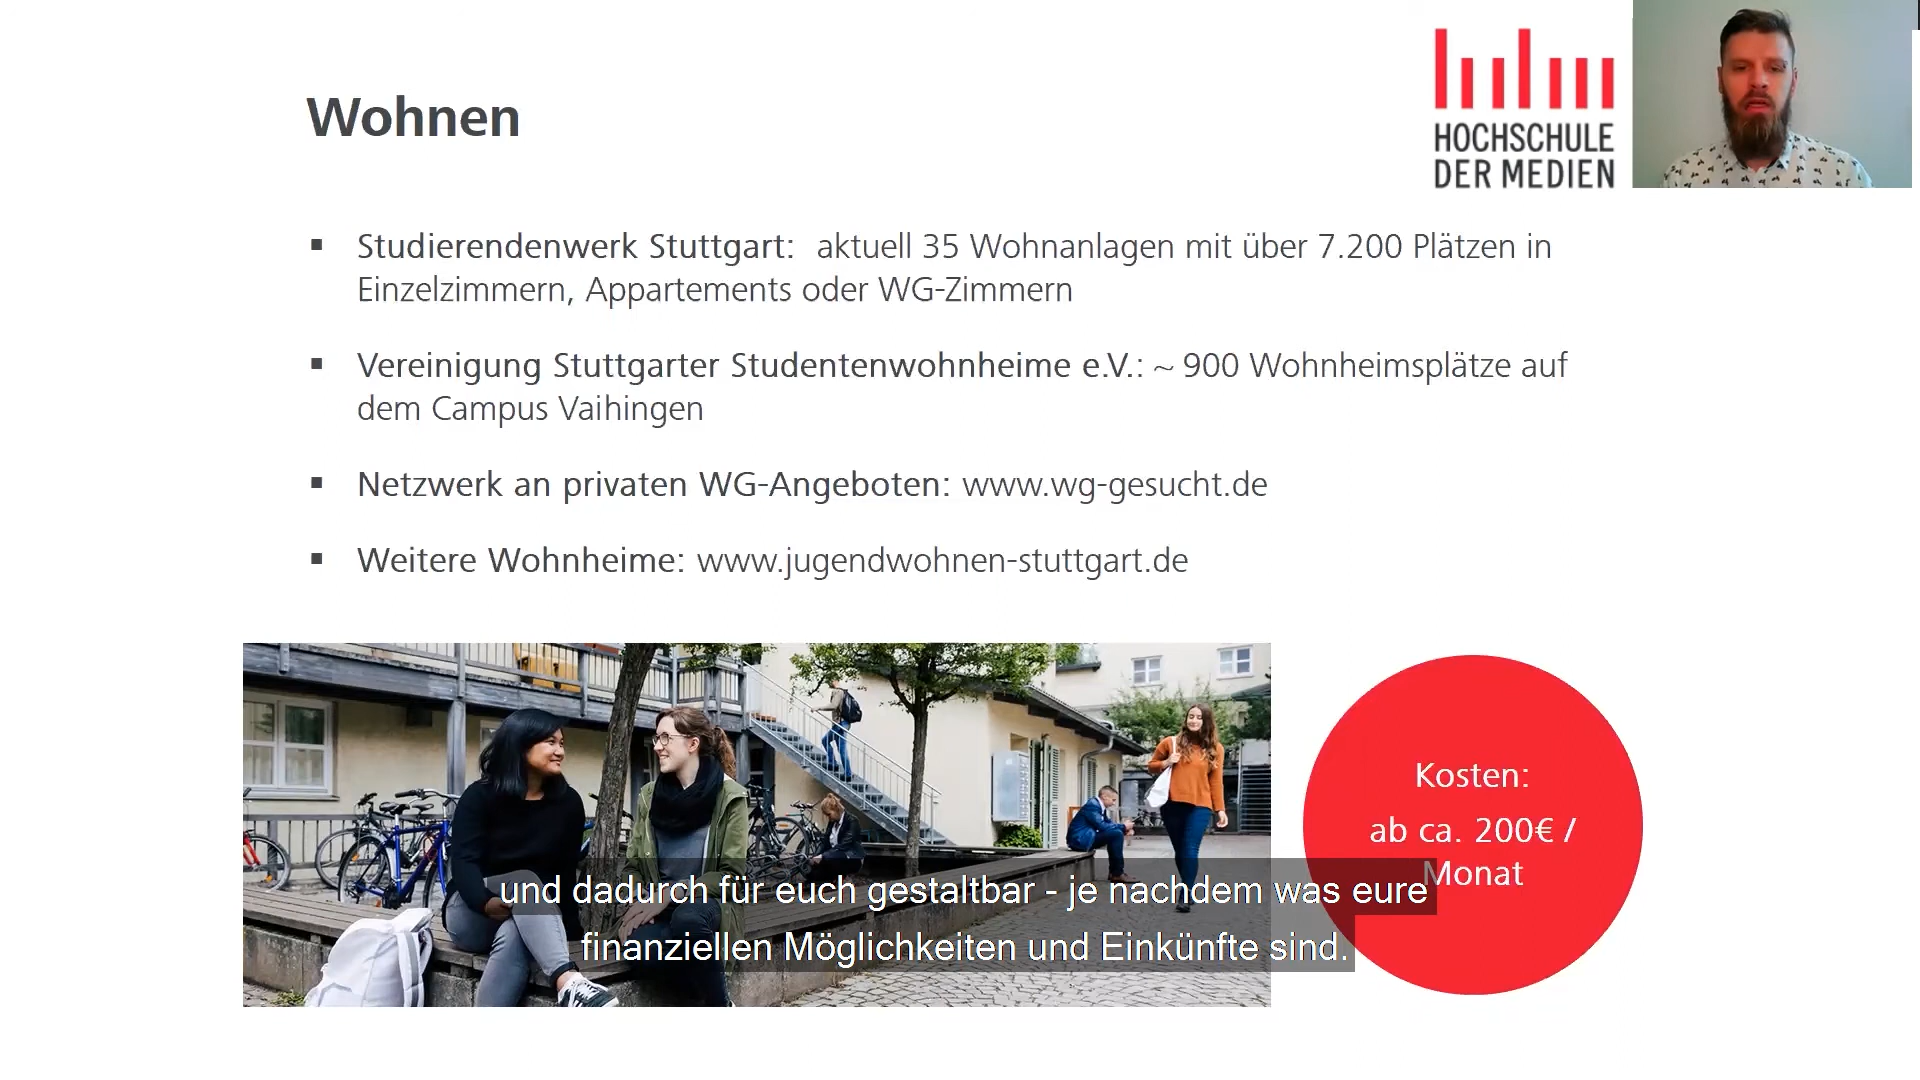 Wohnen
HOCHSCHULE
DER MEDIEN
▪ Studierendenwerk Stuttgart: aktuell 35 Wohnanlagen mit über 7.200 Plätzen in
Einzelzimmern, Appartements oder WG-Zimmern
▪ Vereinigung Stuttgarter Studentenwohnheime e.V.: ~ 900 Wohnheimsplätze auf
dem Campus Vaihingen
▪ Netzwerk an privaten WG-Angeboten: www.wg-gesucht.de
▪ Weitere Wohnheime: www.jugendwohnen-stuttgart.de
Kosten:
ab ca. 200€ /
Monat
und dadurch für euch gestaltbar - je nachdem was eure
finanziellen Möglichkeiten und Einkünfte sind.